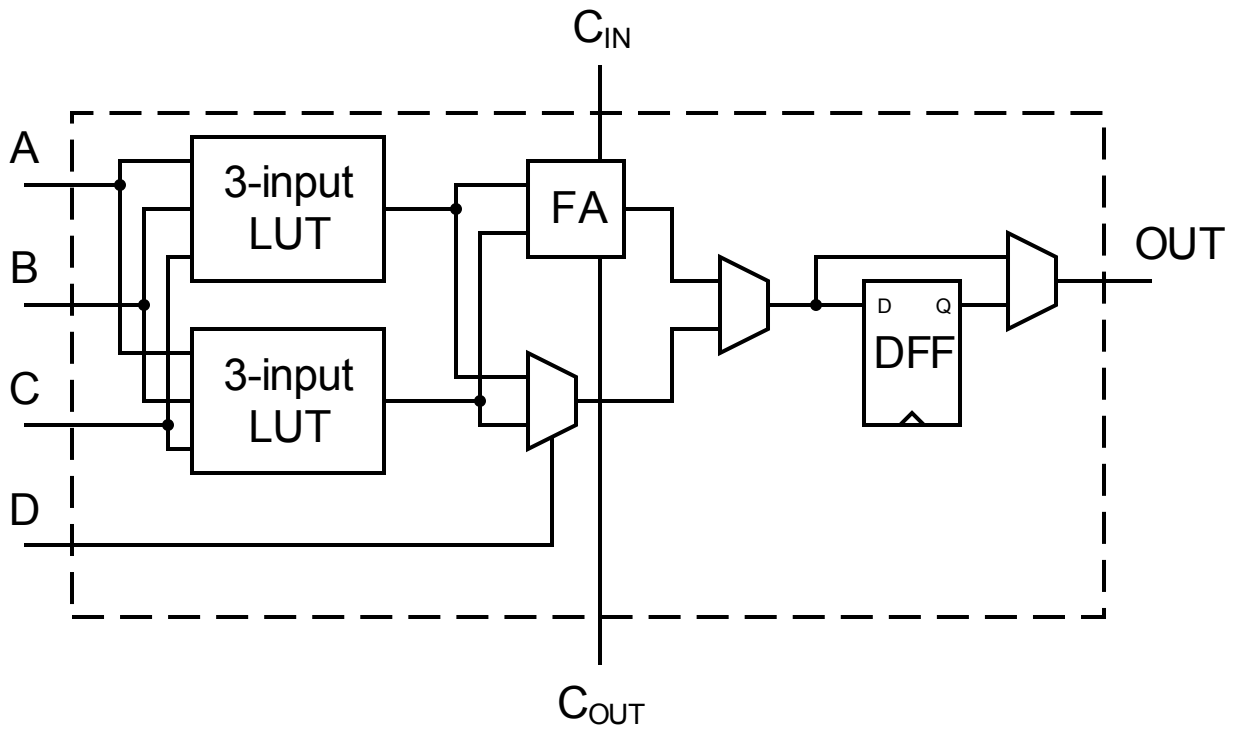 C_IN
A
3-input
LUT
FA
B
OUT
D
Q
DFF
3-input
LUT
C
D
C_OUT